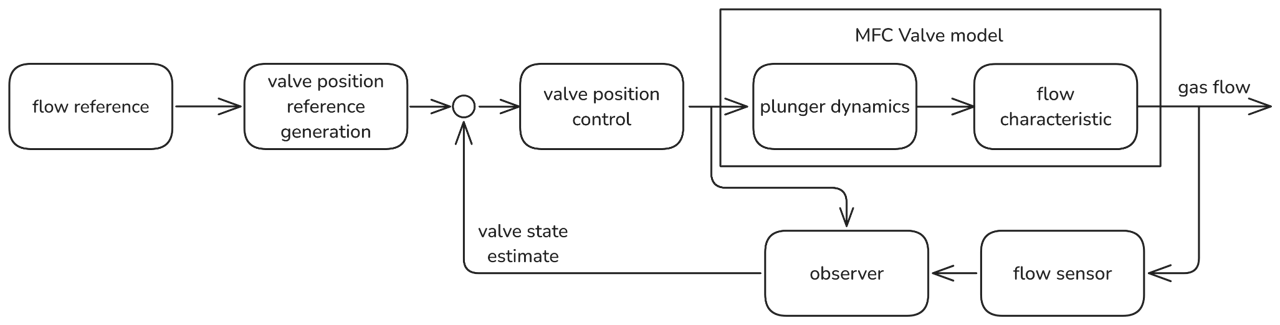 MFC Valve model
flow reference
valve position
reference
generation
valve position
control
plunger dynamics
flow
characteristic
gas flow
valve state
estimate
observer
flow sensor